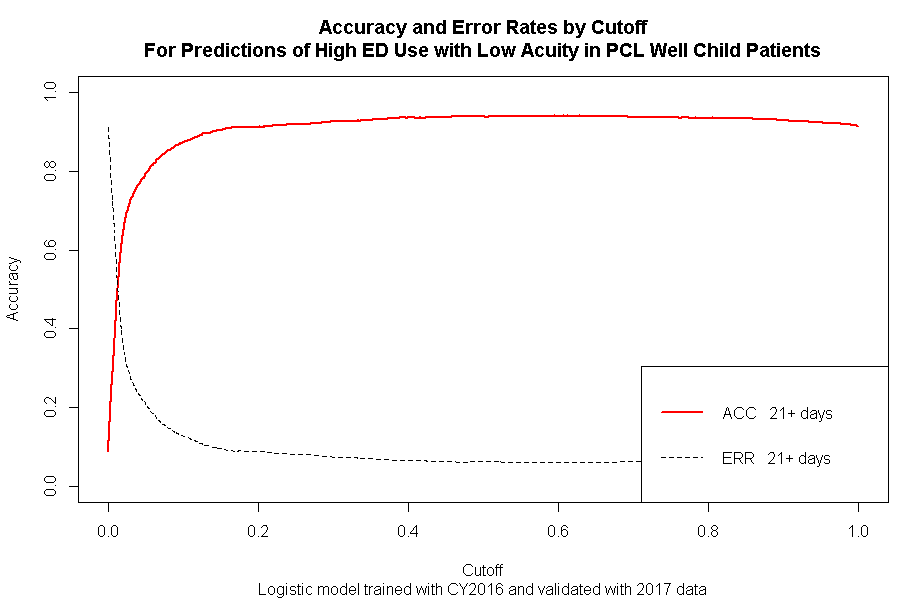 Accuracy and Error Rates by Cutoff
For Predictions of High ED Use with Low Acuity in PCL Well Child Patients
1.0
0.8
0.6
0.4
0.2
0.0
Accuracy
ACC 21+ days
ERR 21+ days
0.0 0.2 0.4 0.6 0.8 1.0
Cutoff
Logistic model trained with CY2016 and validated with 2017 data